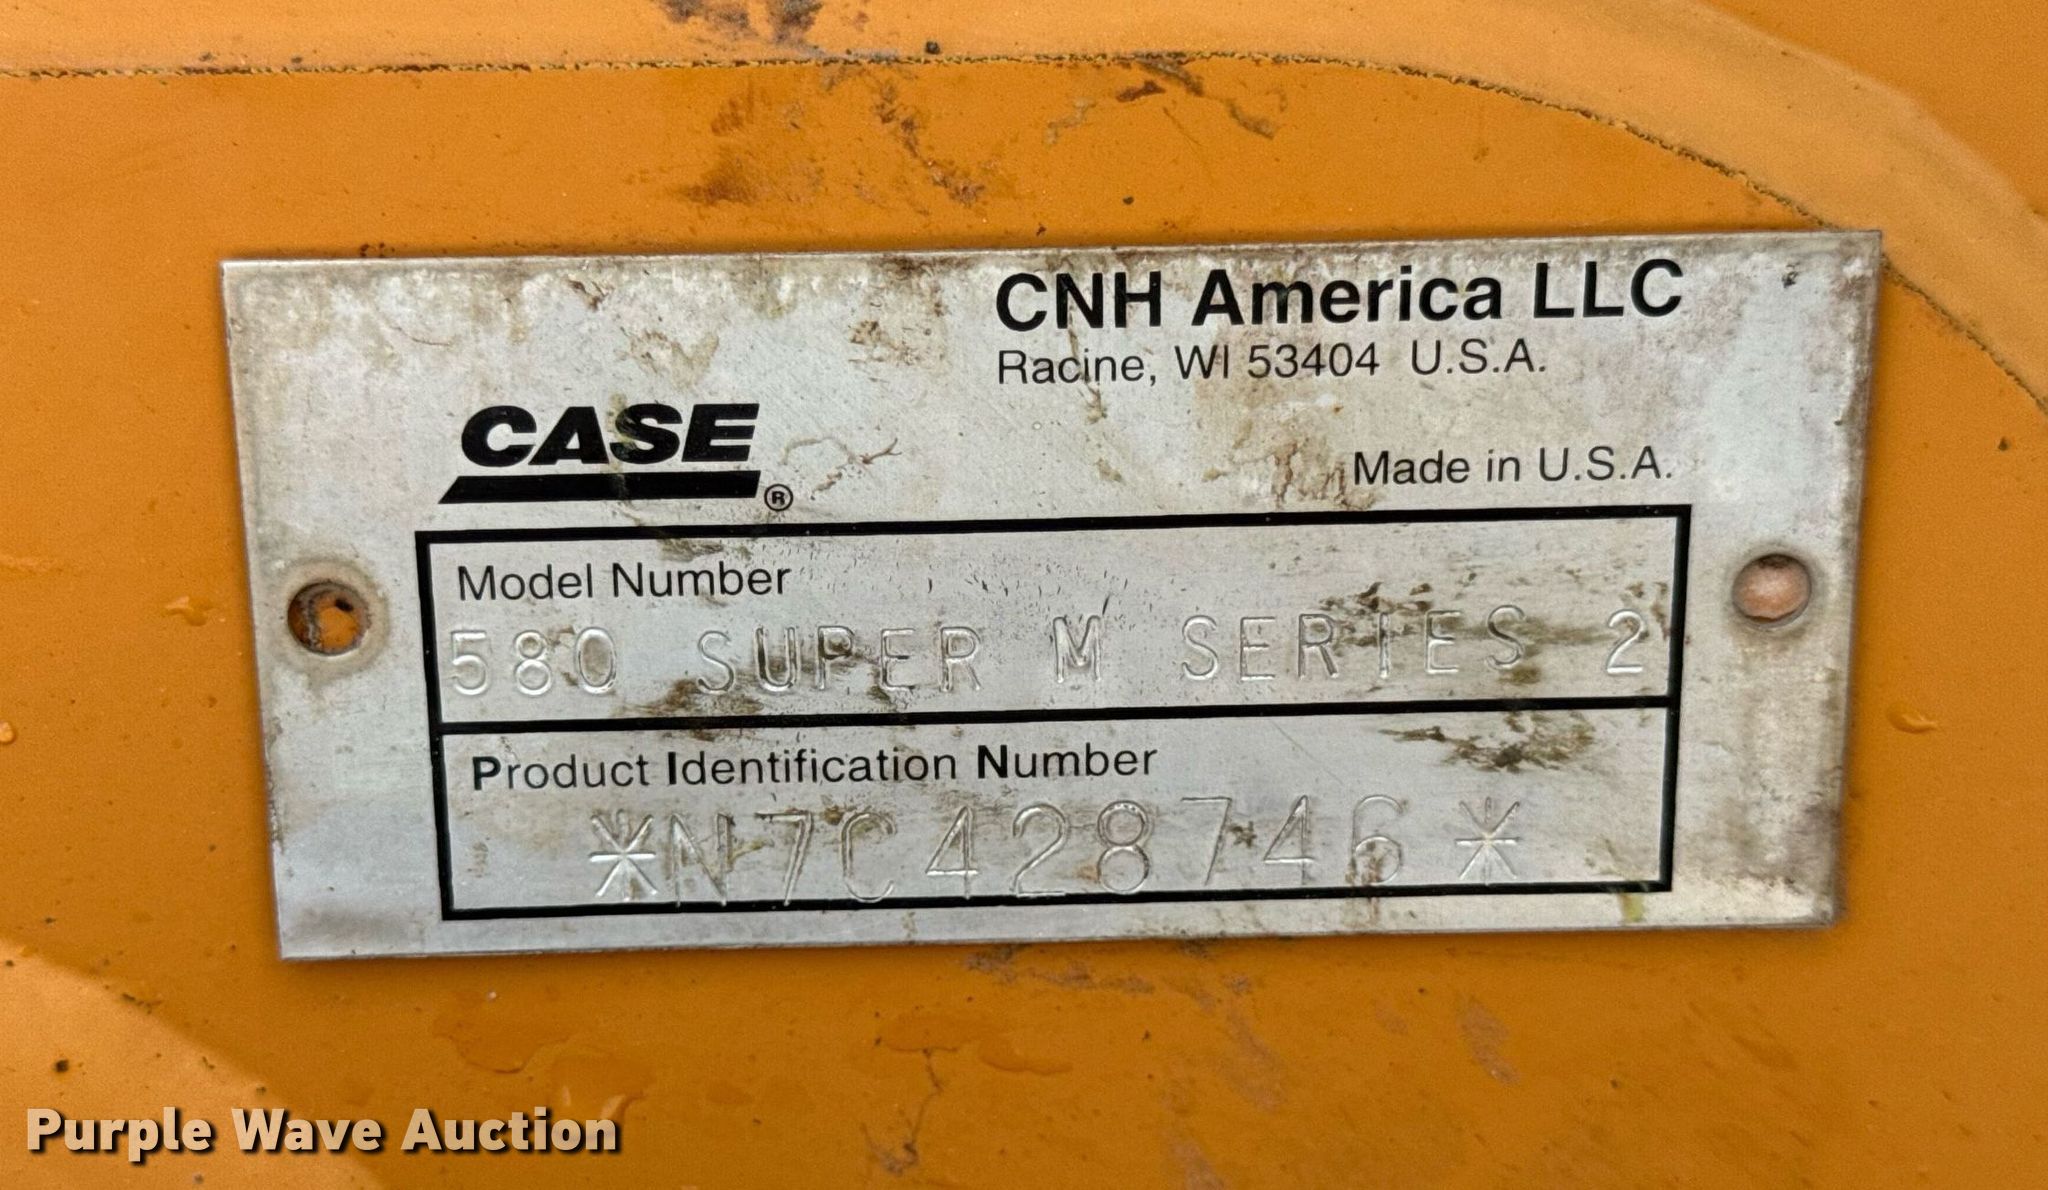 CNH America LLC
Racine, WI 53404 U.S.A.
CASE®
Made in U.S.A.
Model Number
580 SUPER M SERIES 2
Product Identification Number
*N7C428746*
Purple Wave Auction